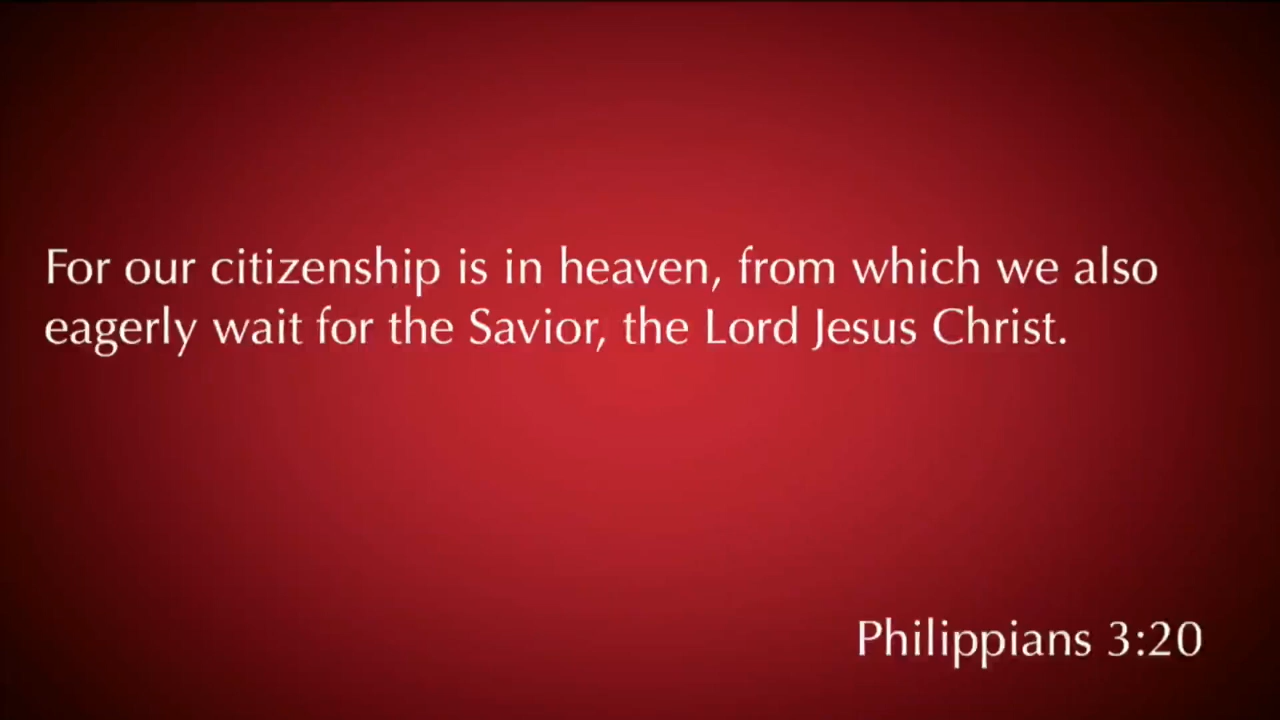 For our citizenship is in heaven, from which we also
eagerly wait for the Savior, the Lord Jesus Christ.
Philippians 3:20